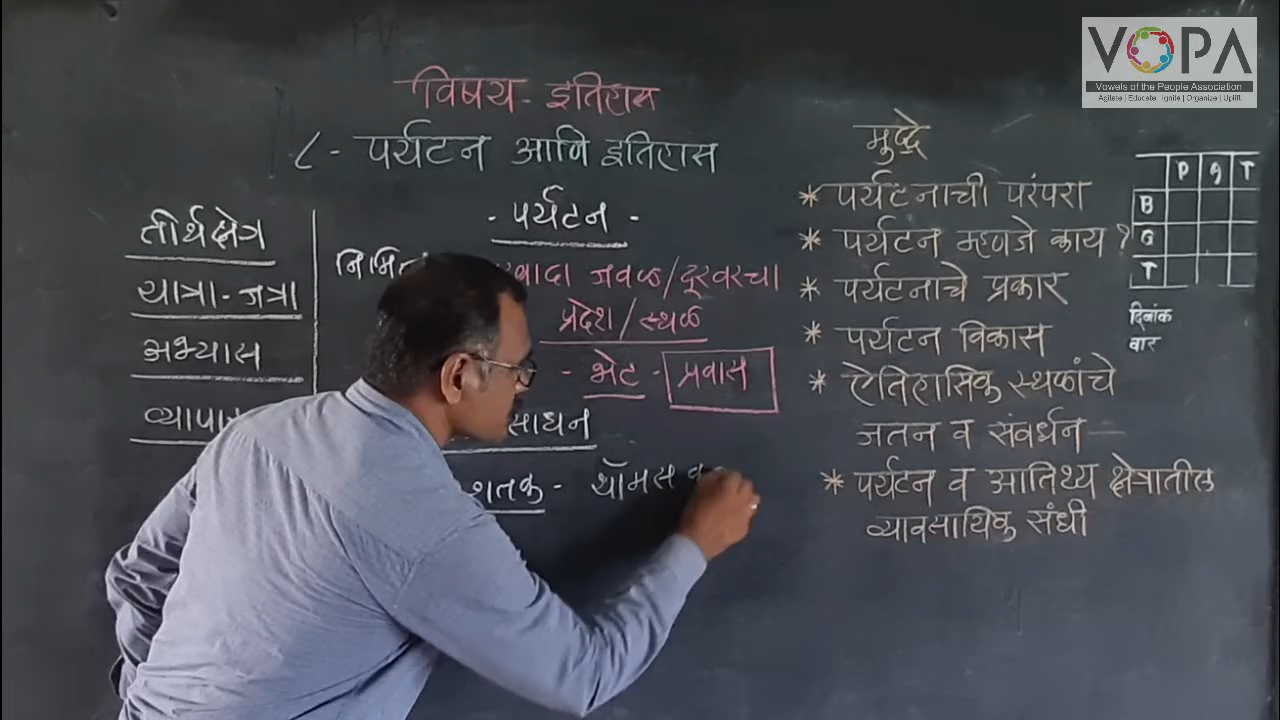 VOPA
Vowels of the People Association
Agitate | Educate Ignite | Organize | Uplift
विषय - इतिहास
८ - पर्यटन आणि इतिहास
तीर्थक्षेत्र
यात्रा - जत्रा
अभ्यास
- पर्यटन -
जवळ/दूरवरचा
प्रदेश/स्थळ
- भेट - प्रवास
साधन
शतक - थॉमस
मुद्दे
* पर्यटनाची परंपरा
* पर्यटन म्हणजे काय ?
* पर्यटनाचे प्रकार
* पर्यटन विकास
* ऐतिहासिक स्थळांचे
जतन व संवर्धन
* पर्यटन व आतिथ्य क्षेत्रातील
व्यावसायिक संधी
P G T
B
G
T
दिनांक
वार